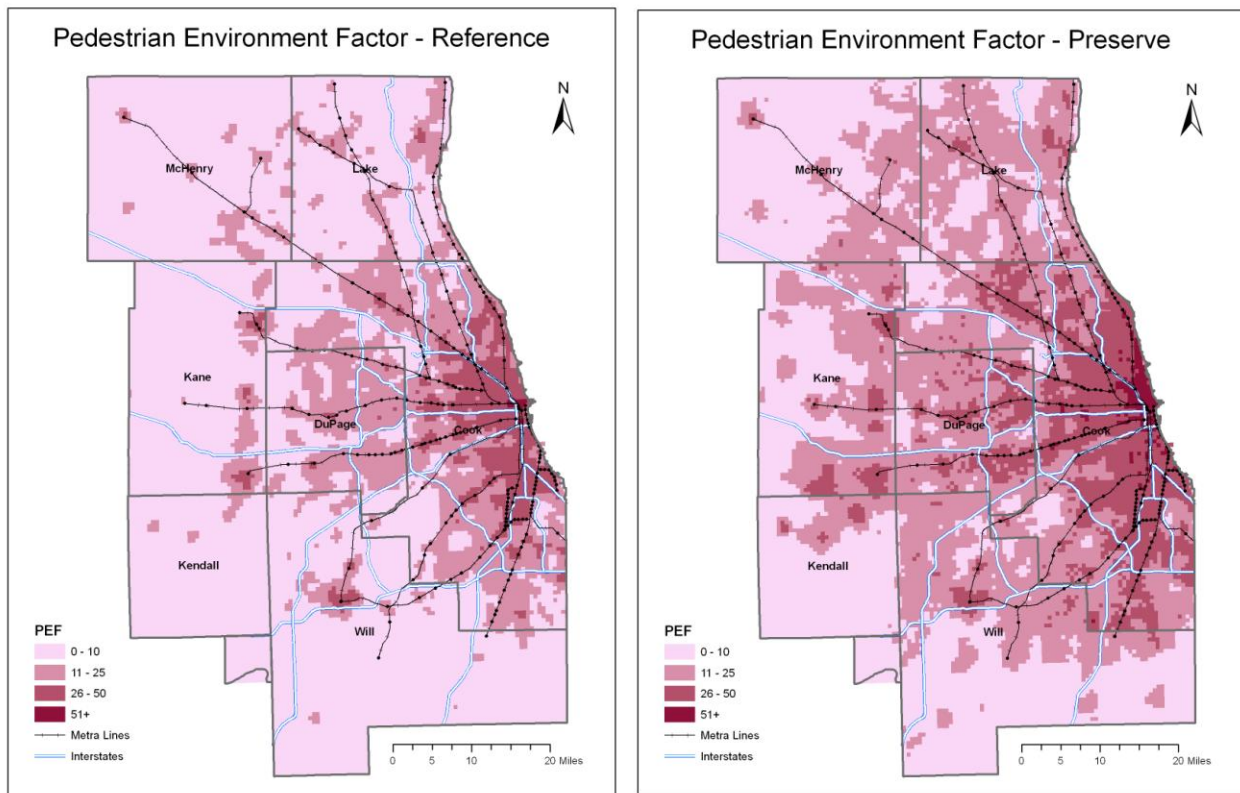 Pedestrian Environment Factor - Reference
N
McHenry
Lake
Kane
DuPage
Cook
Kendall
Will
PEF
0 - 10
11 - 25
26 - 50
51+
Metra Lines
Interstates
0 5 10 20 Miles
Pedestrian Environment Factor - Preserve
N
McHenry
Lake
Kane
DuPage
Cook
Kendall
Will
PEF
0 - 10
11 - 25
26 - 50
51+
Metra Lines
Interstates
0 5 10 20 Miles